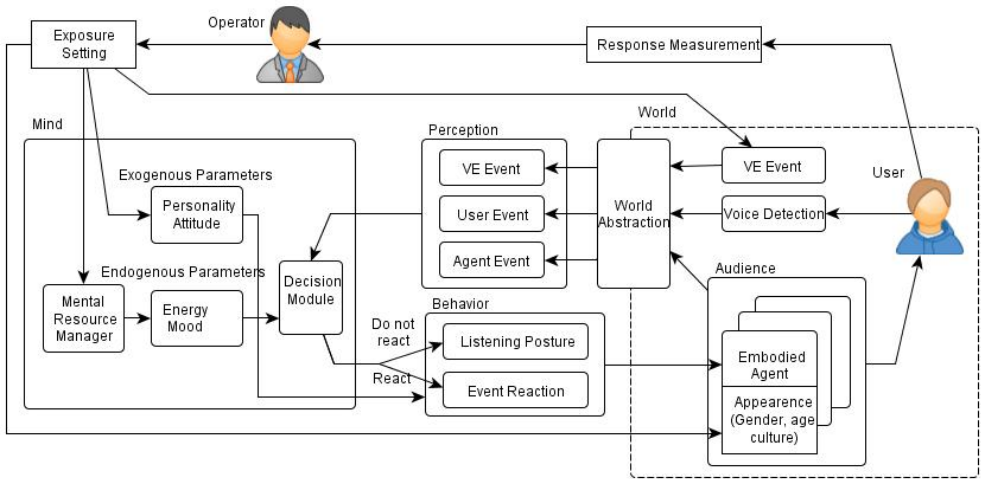 Operator
Exposure
Setting
Response Measurement
Mind
Perception
World
User
Exogenous Parameters
Personality
Attitude
Endogenous Parameters
Mental
Resource
Manager
Energy
Mood
Decision
Module
VE Event
User Event
Agent Event
World
Abstraction
VE Event
Voice Detection
Behavior
Do not
react
React
Listening Posture
Event Reaction
Audience
Embodied
Agent
Appearence
(Gender, age
culture)